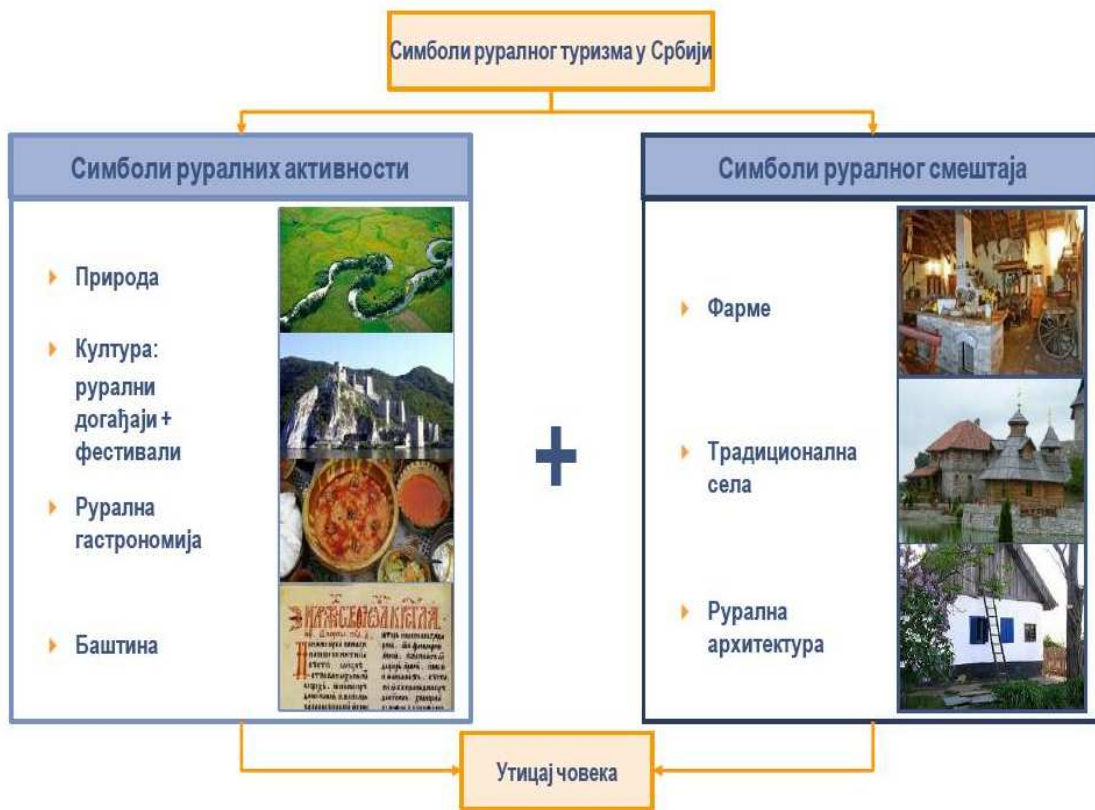 Симболи руралног туризма у Србији
Симболи руралних активности
Природа
Култура:
рурални
догађаји +
фестивали
Рурална
гастрономија
Баштина
+
Симболи руралног смештаја
Фарме
Традиционална
села
Рурална
архитектура
Утицај човека